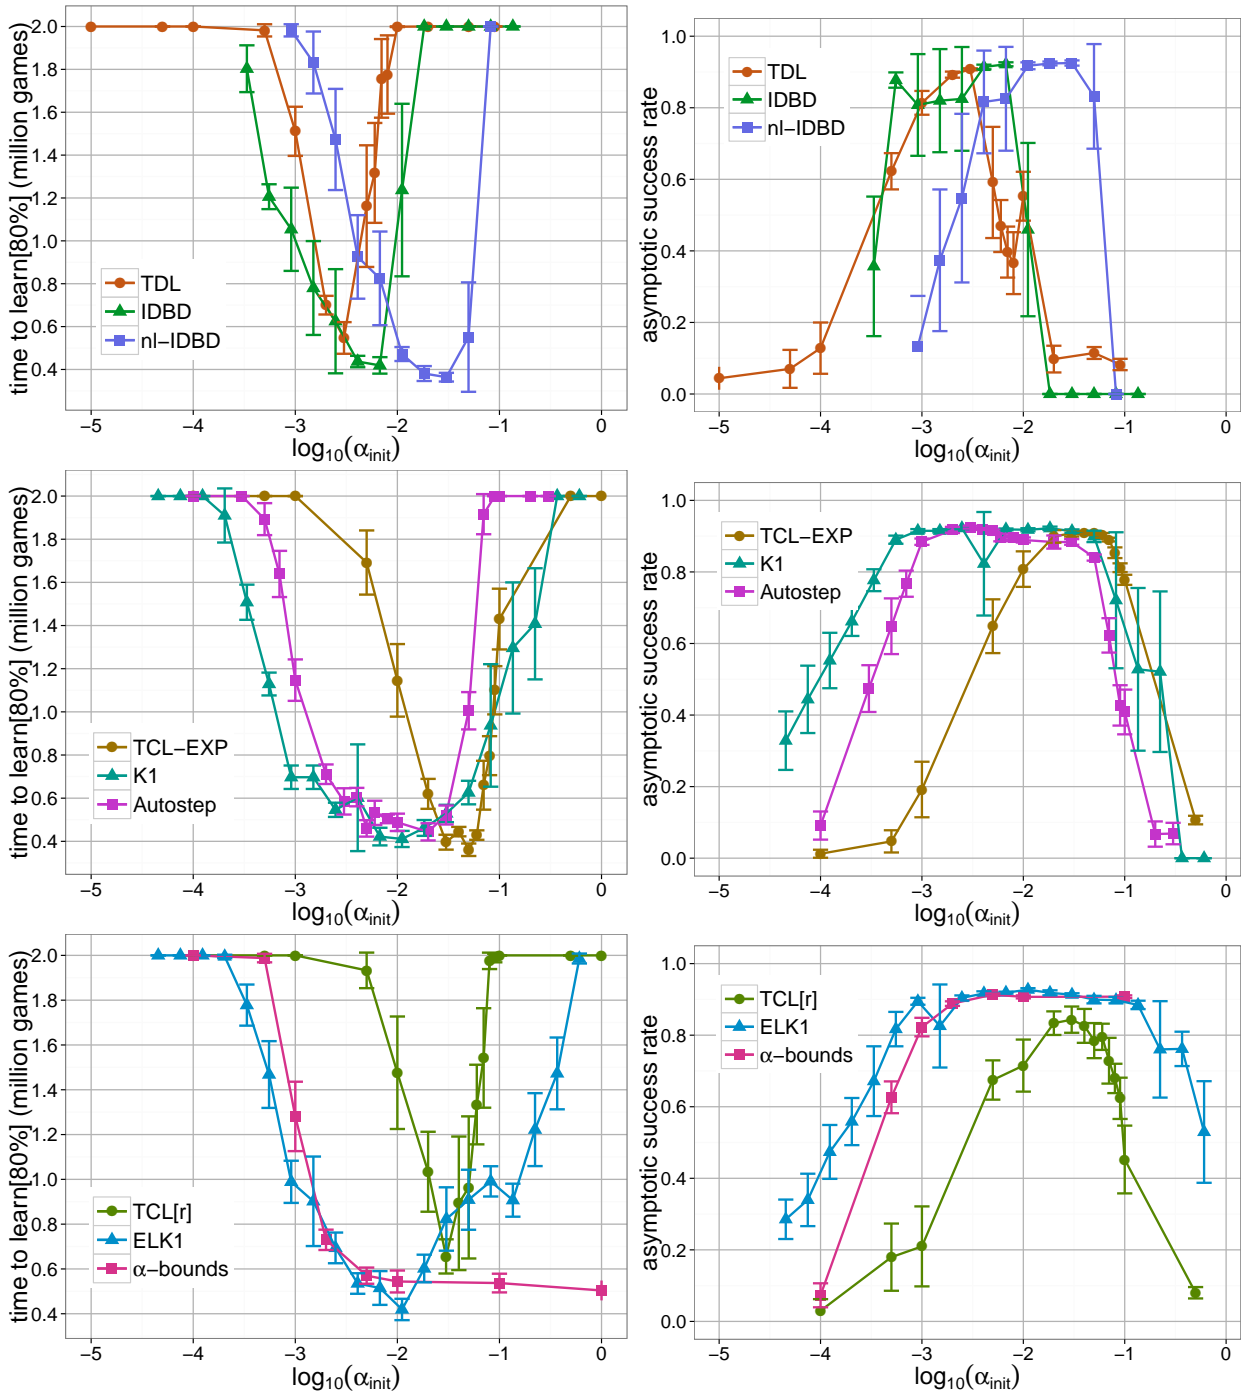 time to learn[80%] (million games)
2.0
1.8
1.6
1.4
1.2
1.0
0.8
0.6
0.4
TDL
IDBD
nl−IDBD
−5 −4 −3 −2 −1 0
log10(αinit)
asymptotic success rate
1.0
0.8
0.6
0.4
0.2
0.0
TDL
IDBD
nl−IDBD
−5 −4 −3 −2 −1 0
log10(αinit)
time to learn[80%] (million games)
2.0
1.8
1.6
1.4
1.2
1.0
0.8
0.6
0.4
TCL−EXP
K1
Autostep
−5 −4 −3 −2 −1 0
log10(αinit)
asymptotic success rate
1.0
0.8
0.6
0.4
0.2
0.0
TCL−EXP
K1
Autostep
−5 −4 −3 −2 −1 0
log10(αinit)
time to learn[80%] (million games)
2.0
1.8
1.6
1.4
1.2
1.0
0.8
0.6
0.4
TCL[r]
ELK1
α−bounds
−5 −4 −3 −2 −1 0
log10(αinit)
asymptotic success rate
1.0
0.8
0.6
0.4
0.2
0.0
TCL[r]
ELK1
α−bounds
−5 −4 −3 −2 −1 0
log10(αinit)